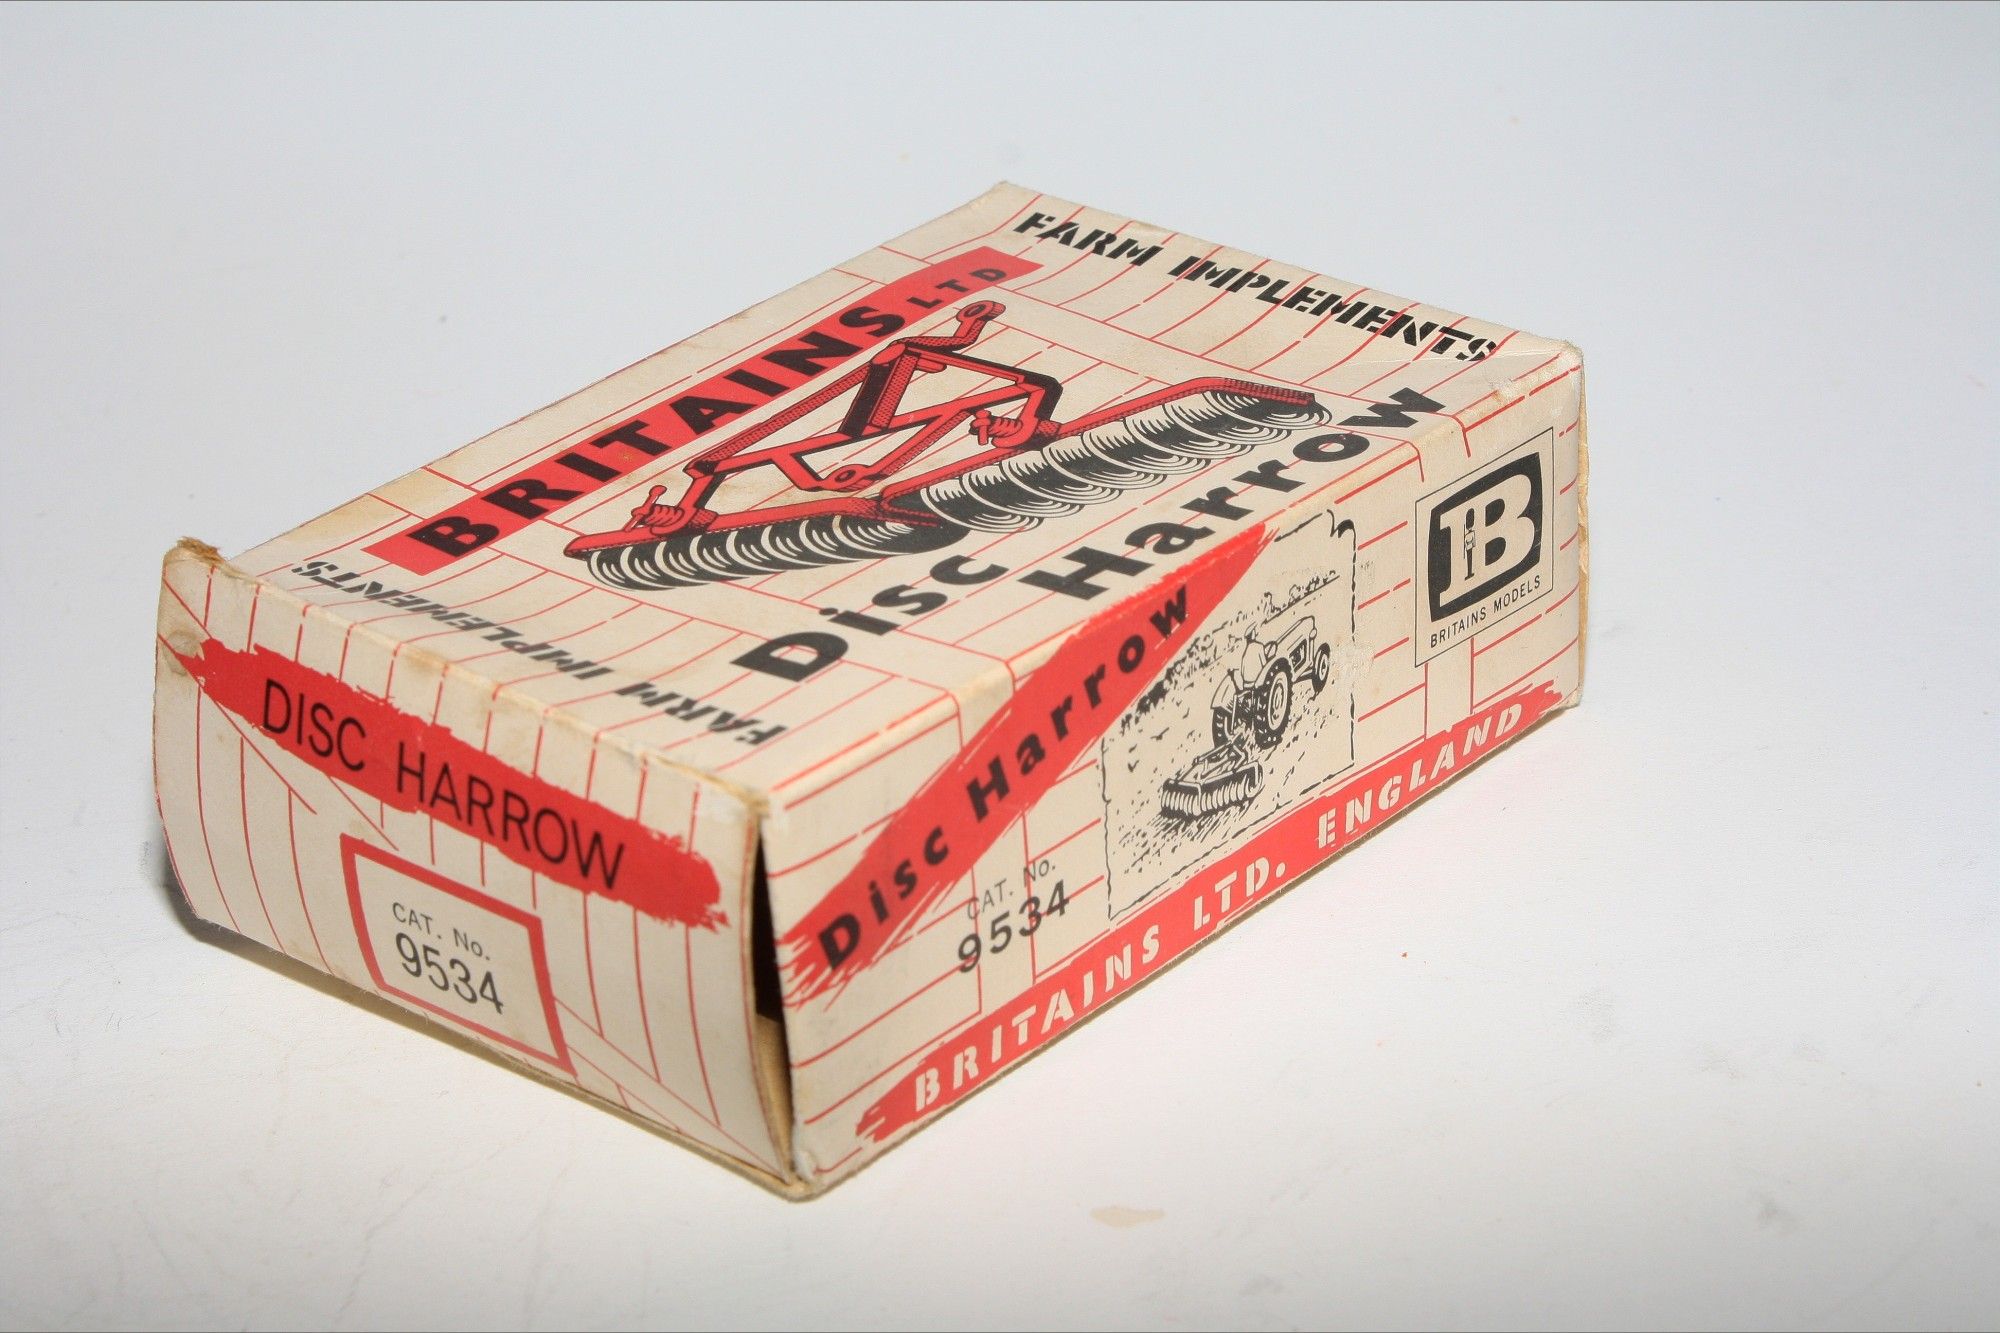 FARM IMPLEMENTS
BRITAINS LTD
Disc
Harrow
FARM IMPLEMENTS
DISC HARROW
CAT. No.
9534
Disc Harrow
CAT. No.
9534
B
BRITAINS MODELS
BRITAINS LTD. ENGLAND